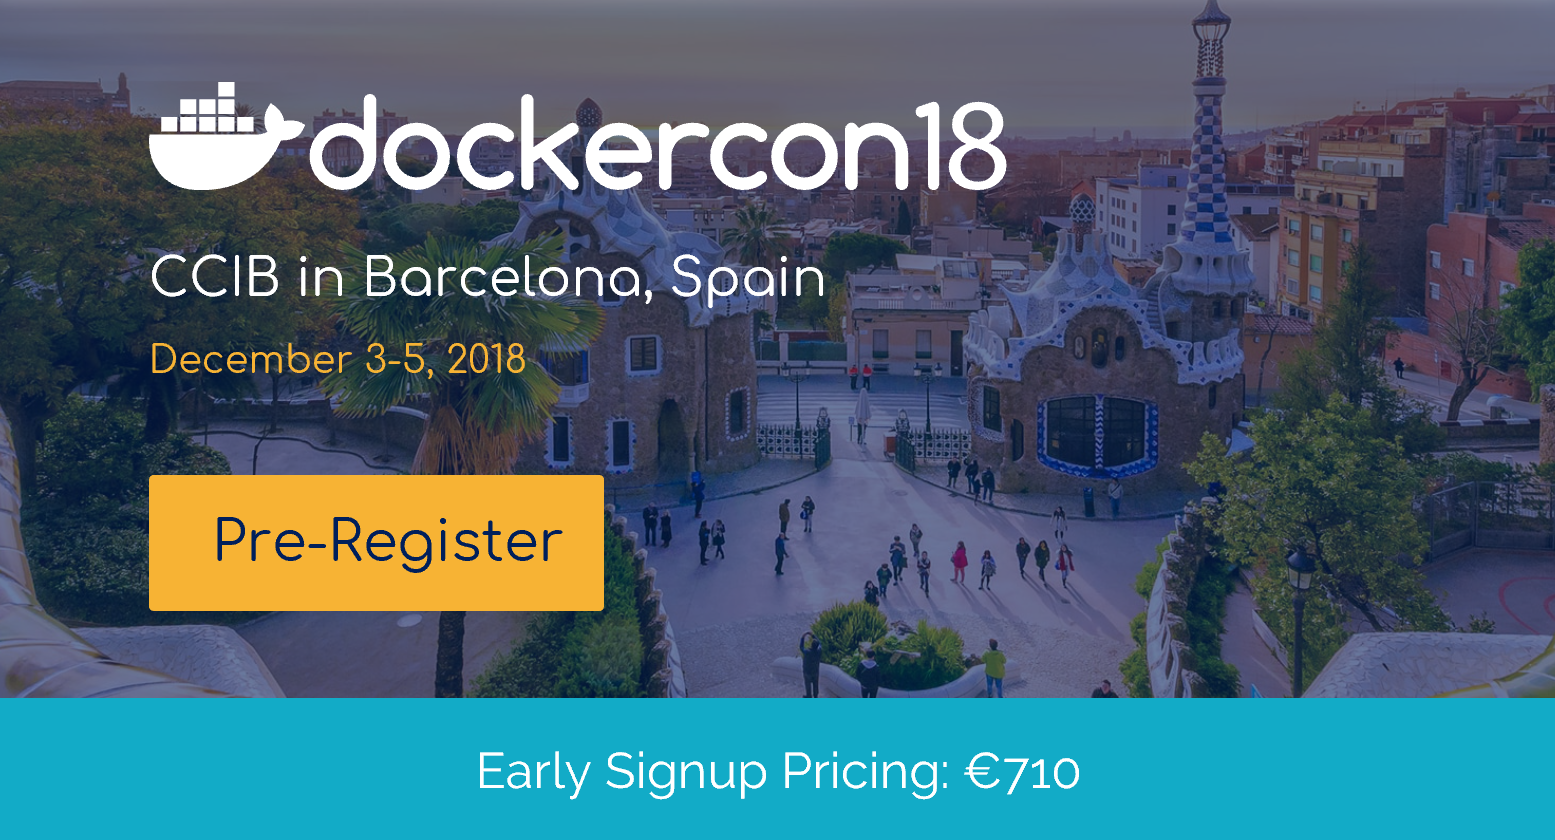 dockercon18
CCIB in Barcelona, Spain
December 3-5, 2018
Pre-Register
Early Signup Pricing: €710